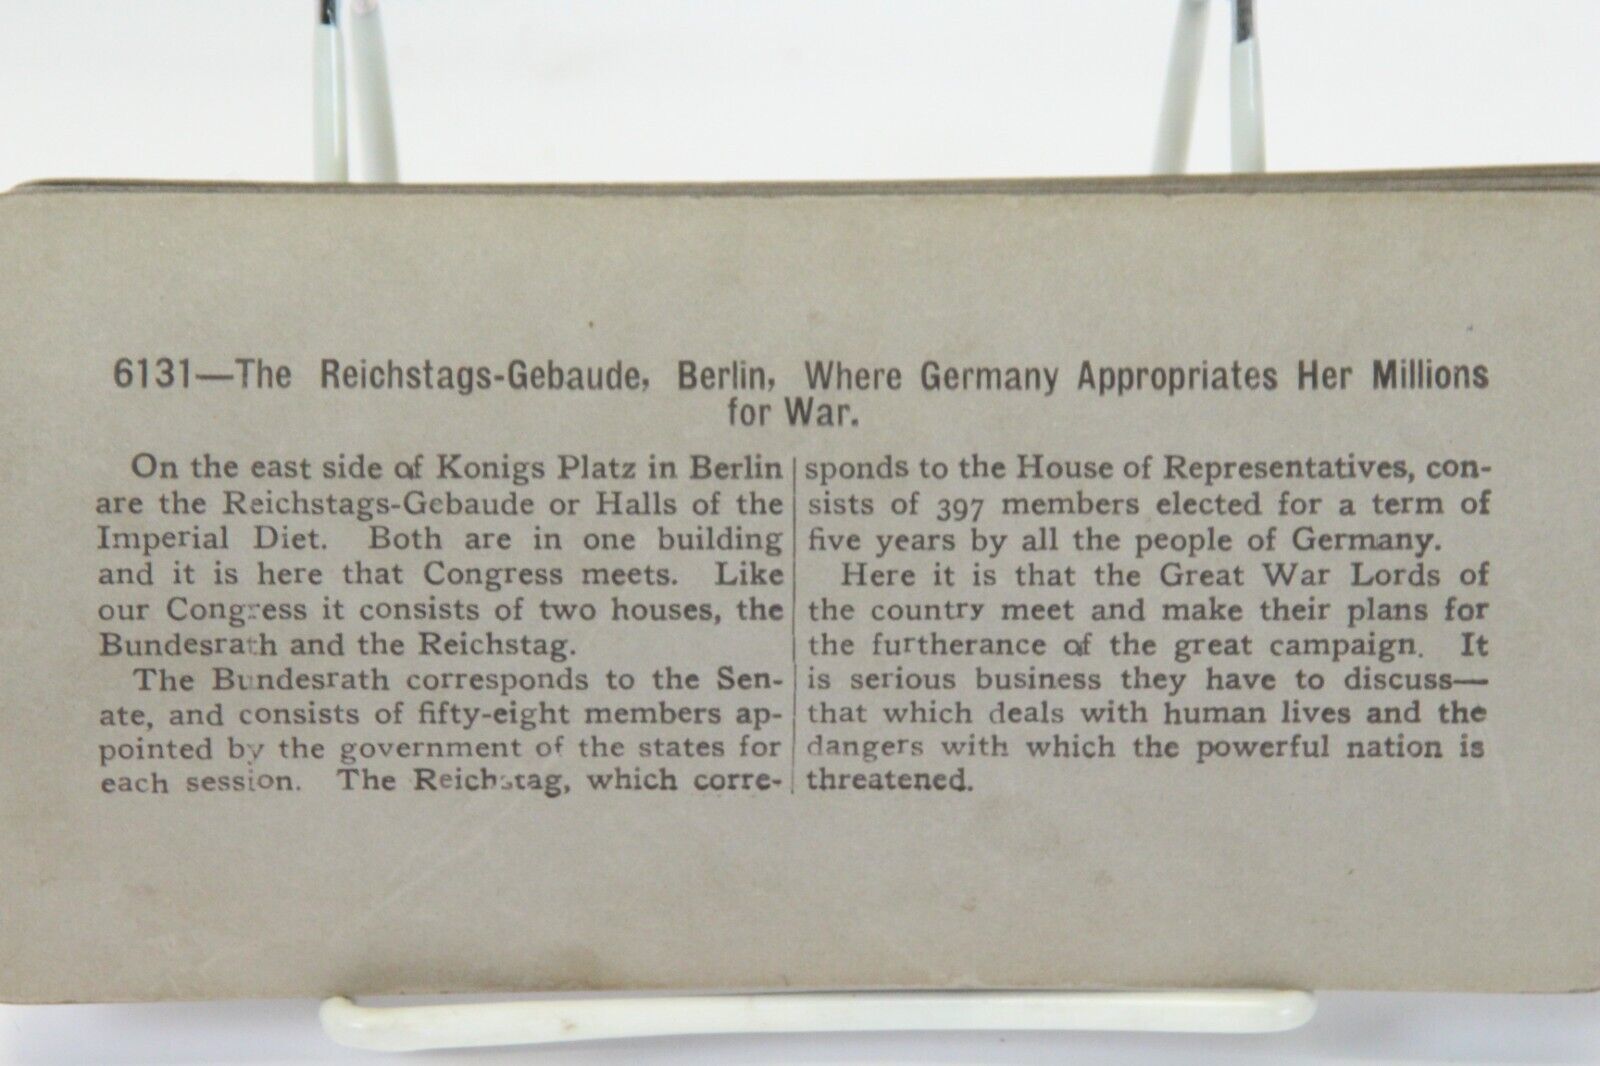 6131—The Reichstags-Gebaude, Berlin, Where Germany Appropriates Her Millions
for War.
On the east side of Konigs Platz in Berlin
are the Reichstags-Gebaude or Halls of the
Imperial Diet. Both are in one building
and it is here that Congress meets. Like
our Congress it consists of two houses, the
Bundesrath and the Reichstag.
The Bundesrath corresponds to the Sen-
ate, and consists of fifty-eight members ap-
pointed by the government of the states for
each session. The Reichstag, which corre-
sponds to the House of Representatives, con-
sists of 397 members elected for a term of
five years by all the people of Germany.
Here it is that the Great War Lords of
the country meet and make their plans for
the furtherance of the great campaign. It
is serious business they have to discuss—
that which deals with human lives and the
dangers with which the powerful nation is
threatened.